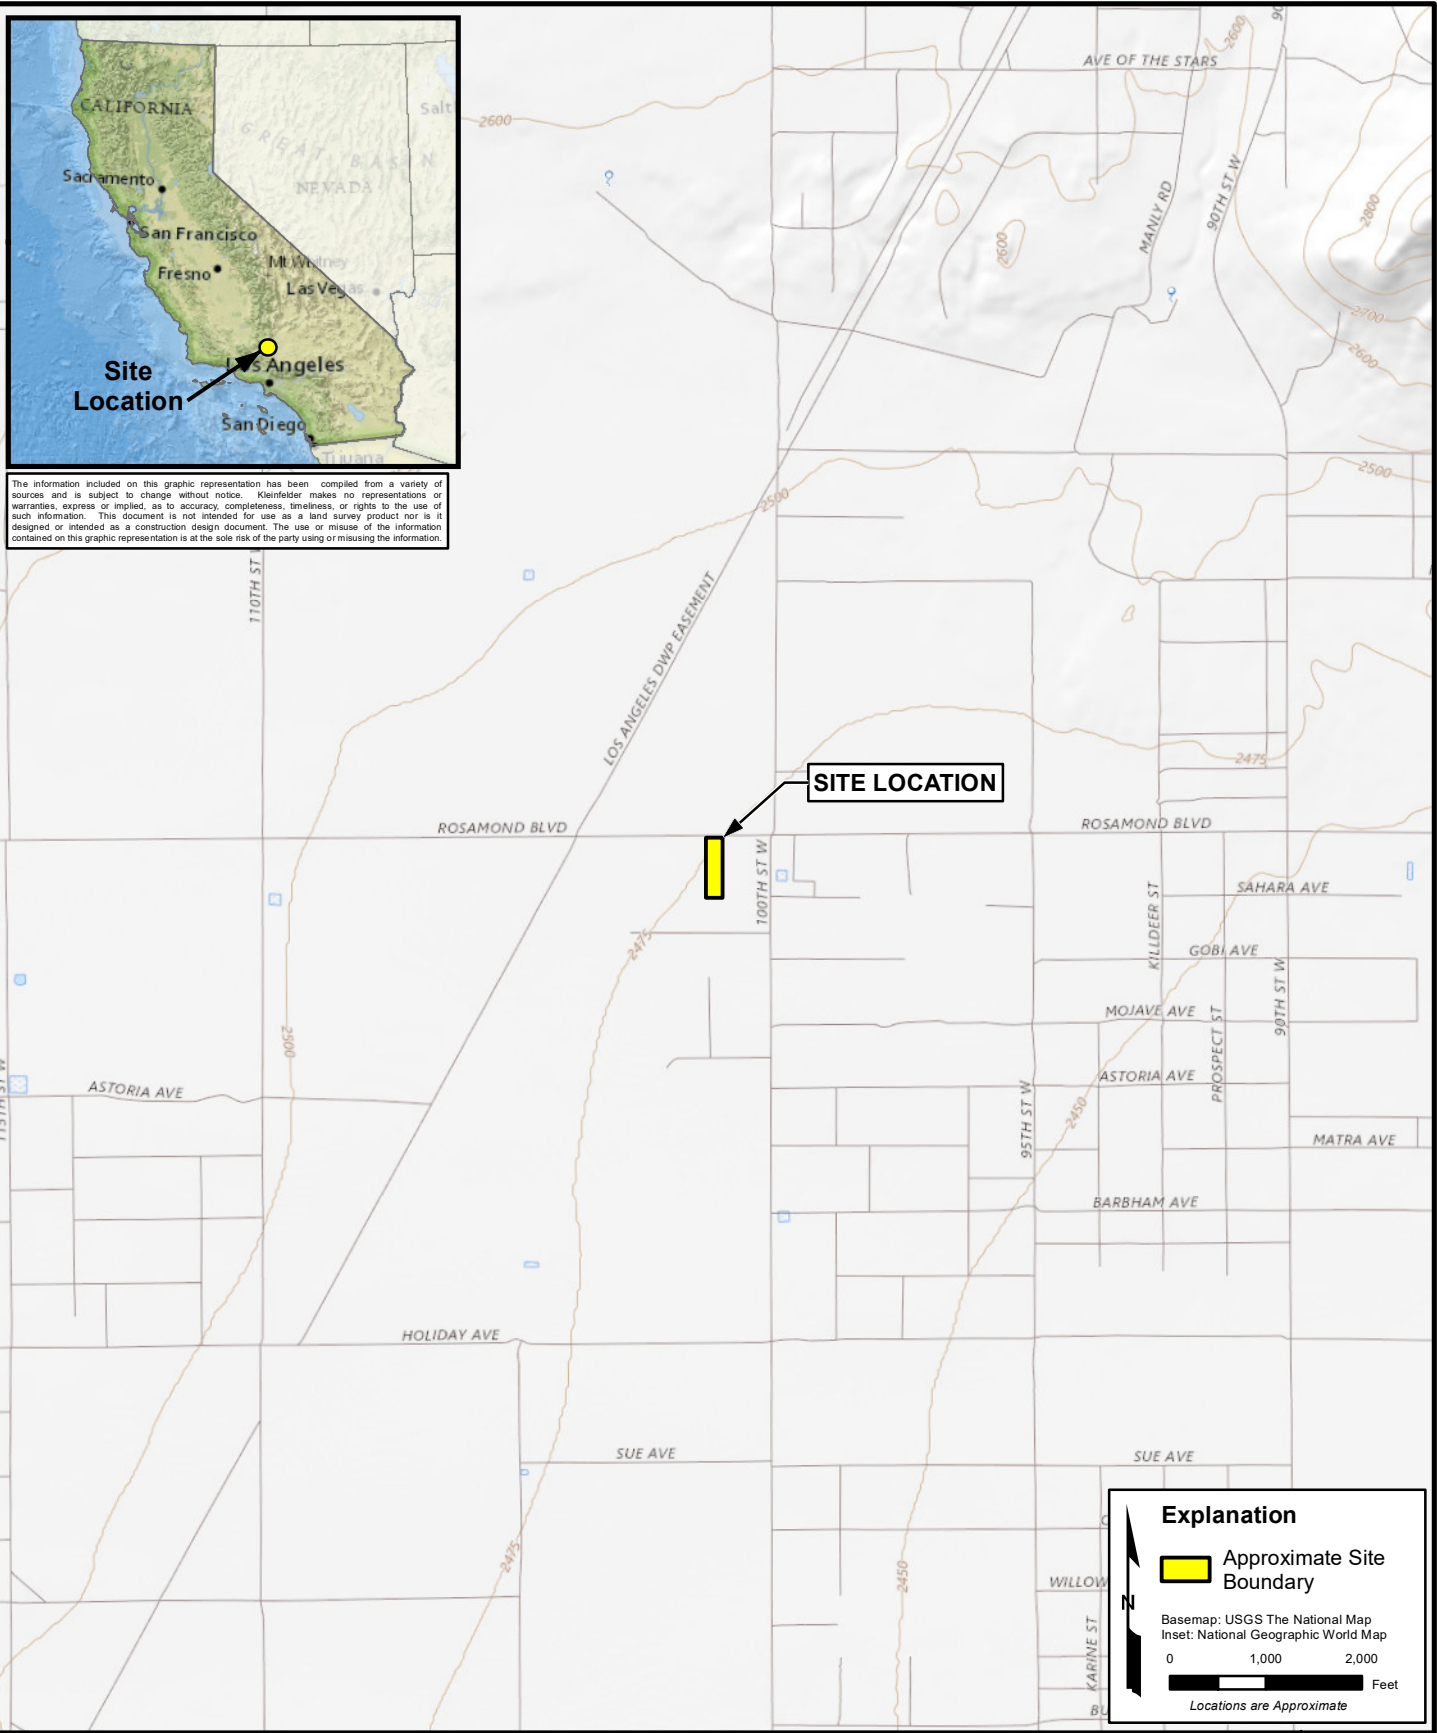 CALIFORNIA
Salt
GREAT BASIN
NEVADA
Sacramento
San Francisco
Mt Whitney
Fresno
Las Vegas
Site
Location
Los Angeles
San Diego
Tijuana
The information included on this graphic representation has been compiled from a variety of
sources and is subject to change without notice. Kleinfelder makes no representations or
warranties, express or implied, as to accuracy, completeness, timeliness, or rights to the use of
such information. This document is not intended for use as a land survey product nor is it
designed or intended as a construction design document. The use or misuse of the information
contained on this graphic representation is at the sole risk of the party using or misusing the information.
90
2600
AVE OF THE STARS
2600
MANLY RD
90TH ST W
2800
2600
2700
2600
2500
2500
110TH ST W
LOS ANGELES DWP EASEMENT
2475
SITE LOCATION
ROSAMOND BLVD
ROSAMOND BLVD
100TH ST W
SAHARA AVE
KILLDEER ST
2475
GOBI AVE
90TH ST W
MOJAVE AVE
PROSPECT ST
2500
115TH ST W
ASTORIA AVE
ASTORIA AVE
95TH ST W
2450
MATRA AVE
BARBHAM AVE
HOLIDAY AVE
SUE AVE
SUE AVE
2475
2450
WILLOW
KARINE ST
BU
Explanation
Approximate Site
Boundary
N
Basemap: USGS The National Map
Inset: National Geographic World Map
0 1,000 2,000
Feet
Locations are Approximate